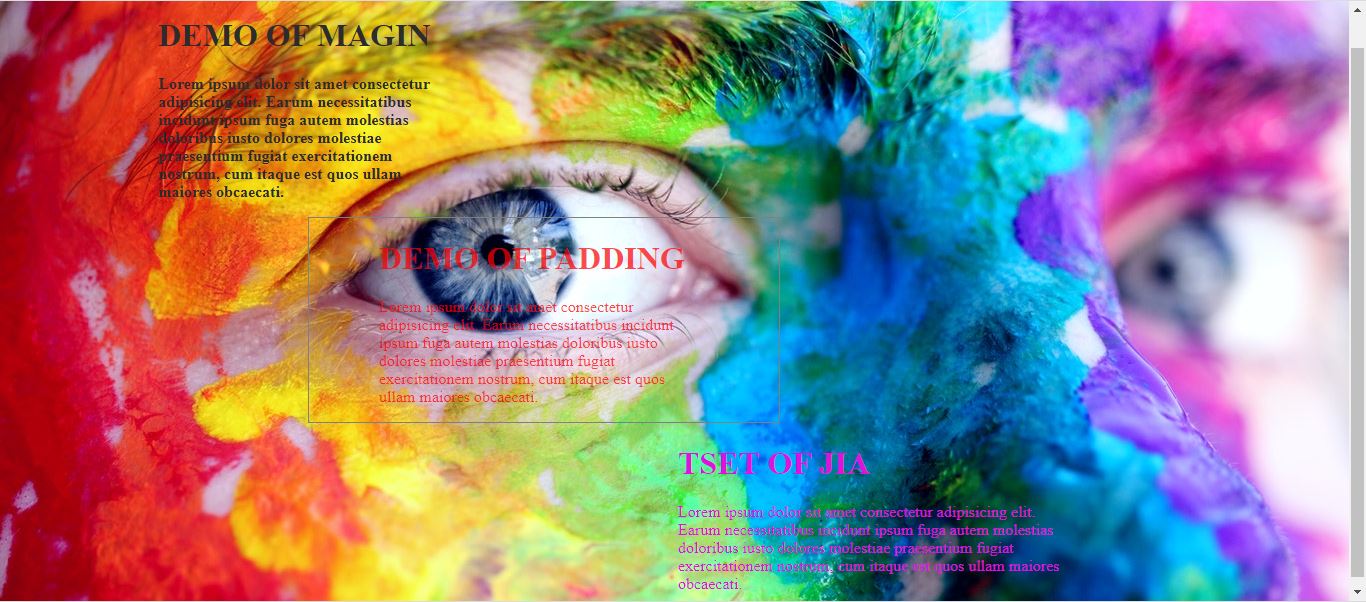 DEMO OF MAGIN
Lorem ipsum dolor sit amet consectetur
adipisicing elit. Earum necessitatibus
incidunt ipsum fuga autem molestias
doloribus iusto dolores molestiae
praesentium fugiat exercitationem
nostrum, cum itaque est quos ullam
maiores obcaecati.
DEMO OF PADDING
Lorem ipsum dolor sit amet consectetur
adipisicing elit. Earum necessitatibus incidunt
ipsum fuga autem molestias doloribus iusto
dolores molestiae praesentium fugiat
exercitationem nostrum, cum itaque est quos
ullam maiores obcaecati.
TSET OF JIA
Lorem ipsum dolor sit amet consectetur adipisicing elit.
Earum necessitatibus incidunt ipsum fuga autem molestias
doloribus iusto dolores molestiae praesentium fugiat
exercitationem nostrum, cum itaque est quos ullam maiores
obcaecati.